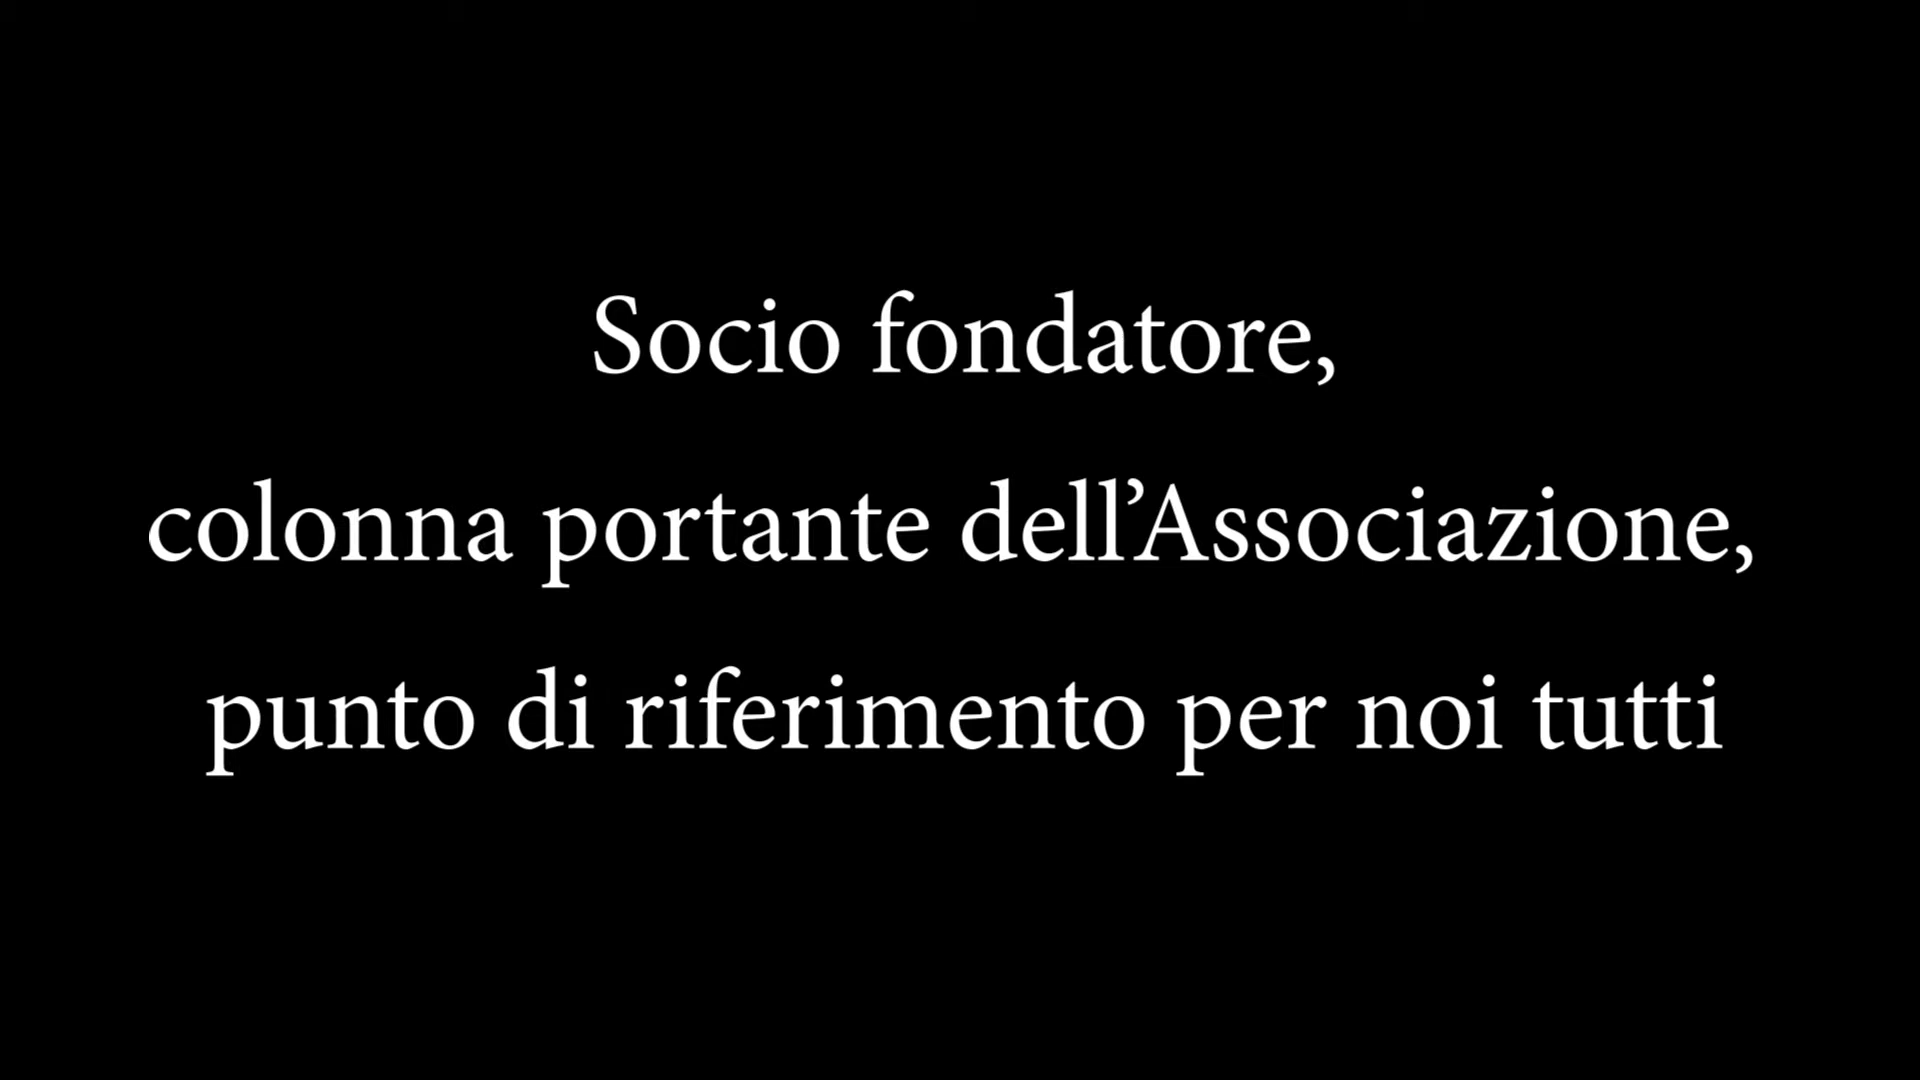 Socio fondatore,
colonna portante dell’Associazione,
punto di riferimento per noi tutti